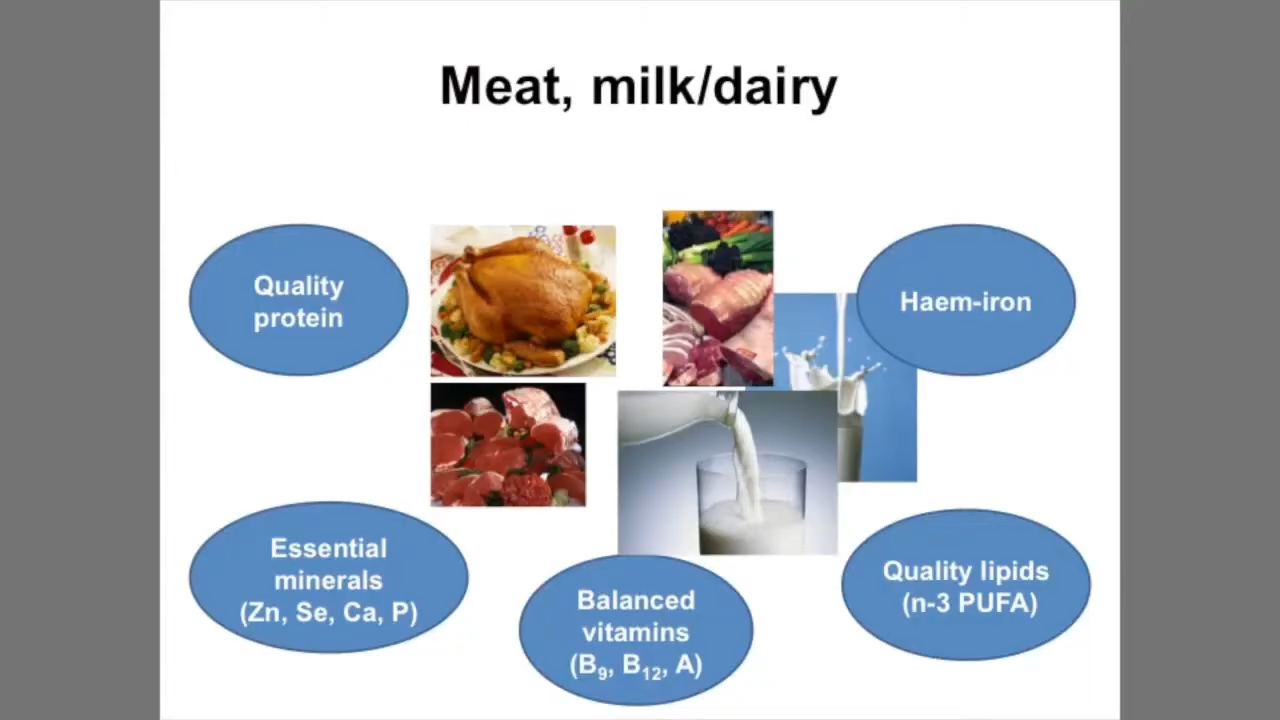 Meat, milk/dairy
Quality
protein
Haem-iron
Essential
minerals
(Zn, Se, Ca, P)
Balanced
vitamins
(B₉, B₁₂, A)
Quality lipids
(n-3 PUFA)